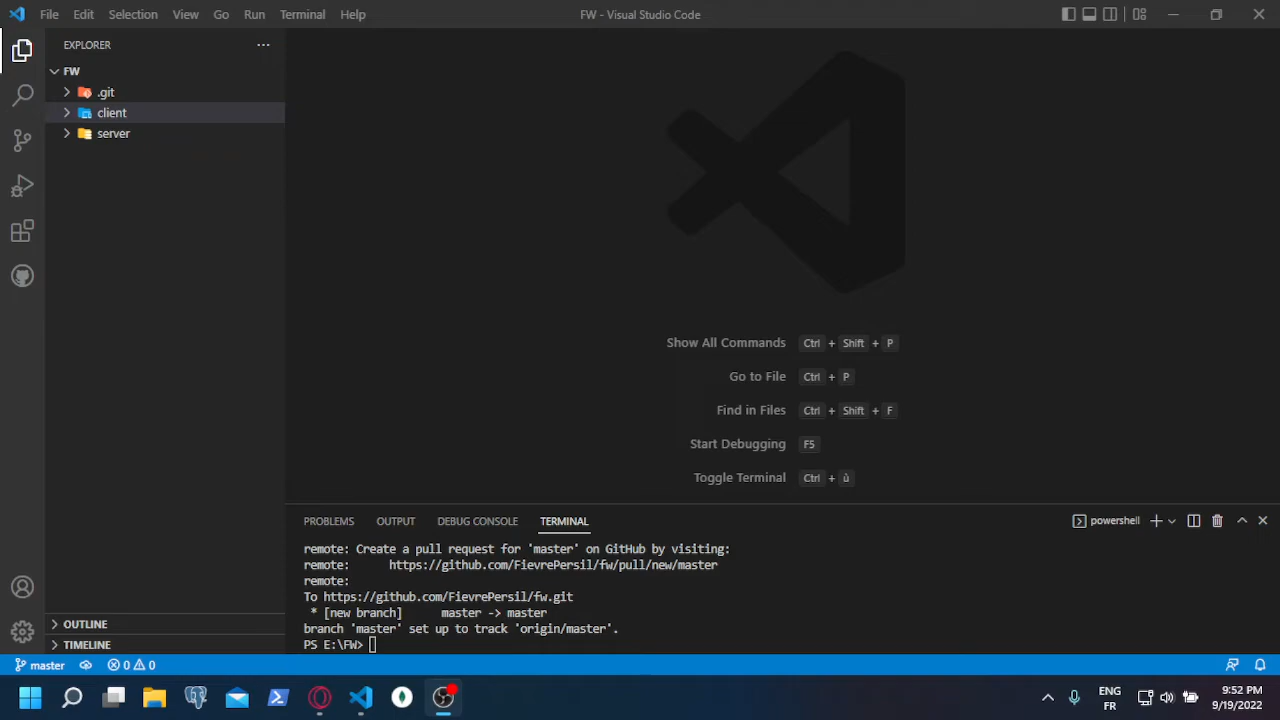 File Edit Selection View Go Run Terminal Help
FW - Visual Studio Code
EXPLORER
FW
.git
client
server
Show All Commands Ctrl + Shift + P
Go to File Ctrl + P
Find in Files Ctrl + Shift + F
Start Debugging F5
Toggle Terminal Ctrl + ù
PROBLEMS OUTPUT DEBUG CONSOLE TERMINAL
powershell
remote: Create a pull request for 'master' on GitHub by visiting:
remote:      https://github.com/FievrePersil/fw/pull/new/master
remote:
To https://github.com/FievrePersil/fw.git
 * [new branch]      master -> master
branch 'master' set up to track 'origin/master'.
PS E:\FW>
OUTLINE
TIMELINE
master 0 0
ENG
FR
9:52 PM
9/19/2022